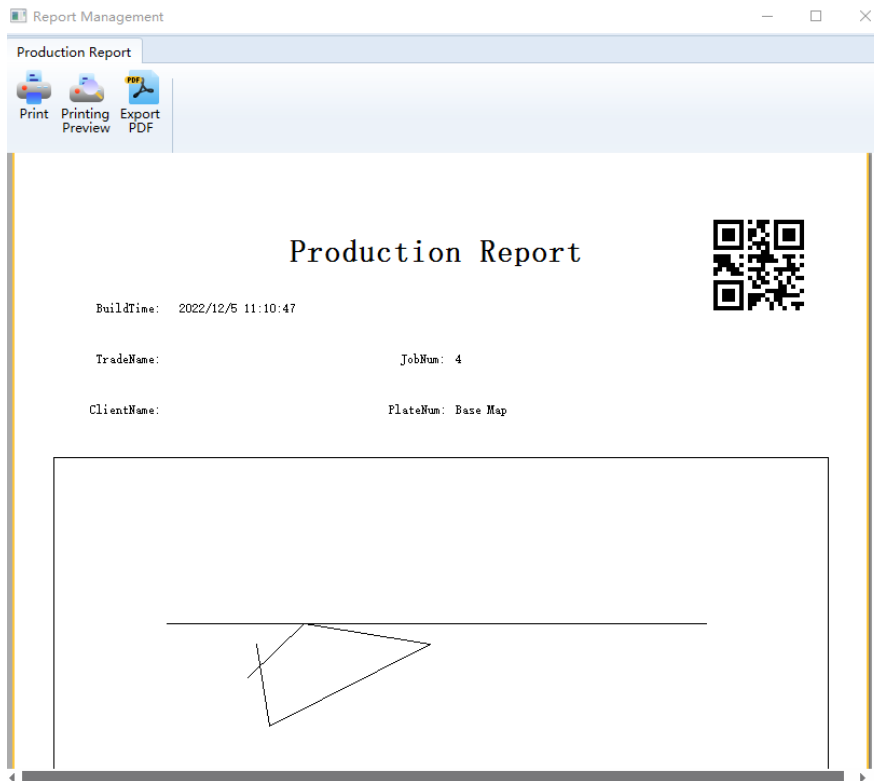 Report Management
Production Report
Print
Printing Preview
Export PDF
Production Report
BuildTime: 2022/12/5 11:10:47
TradeName:
JobNum: 4
ClientName:
PlateNum: Base Map